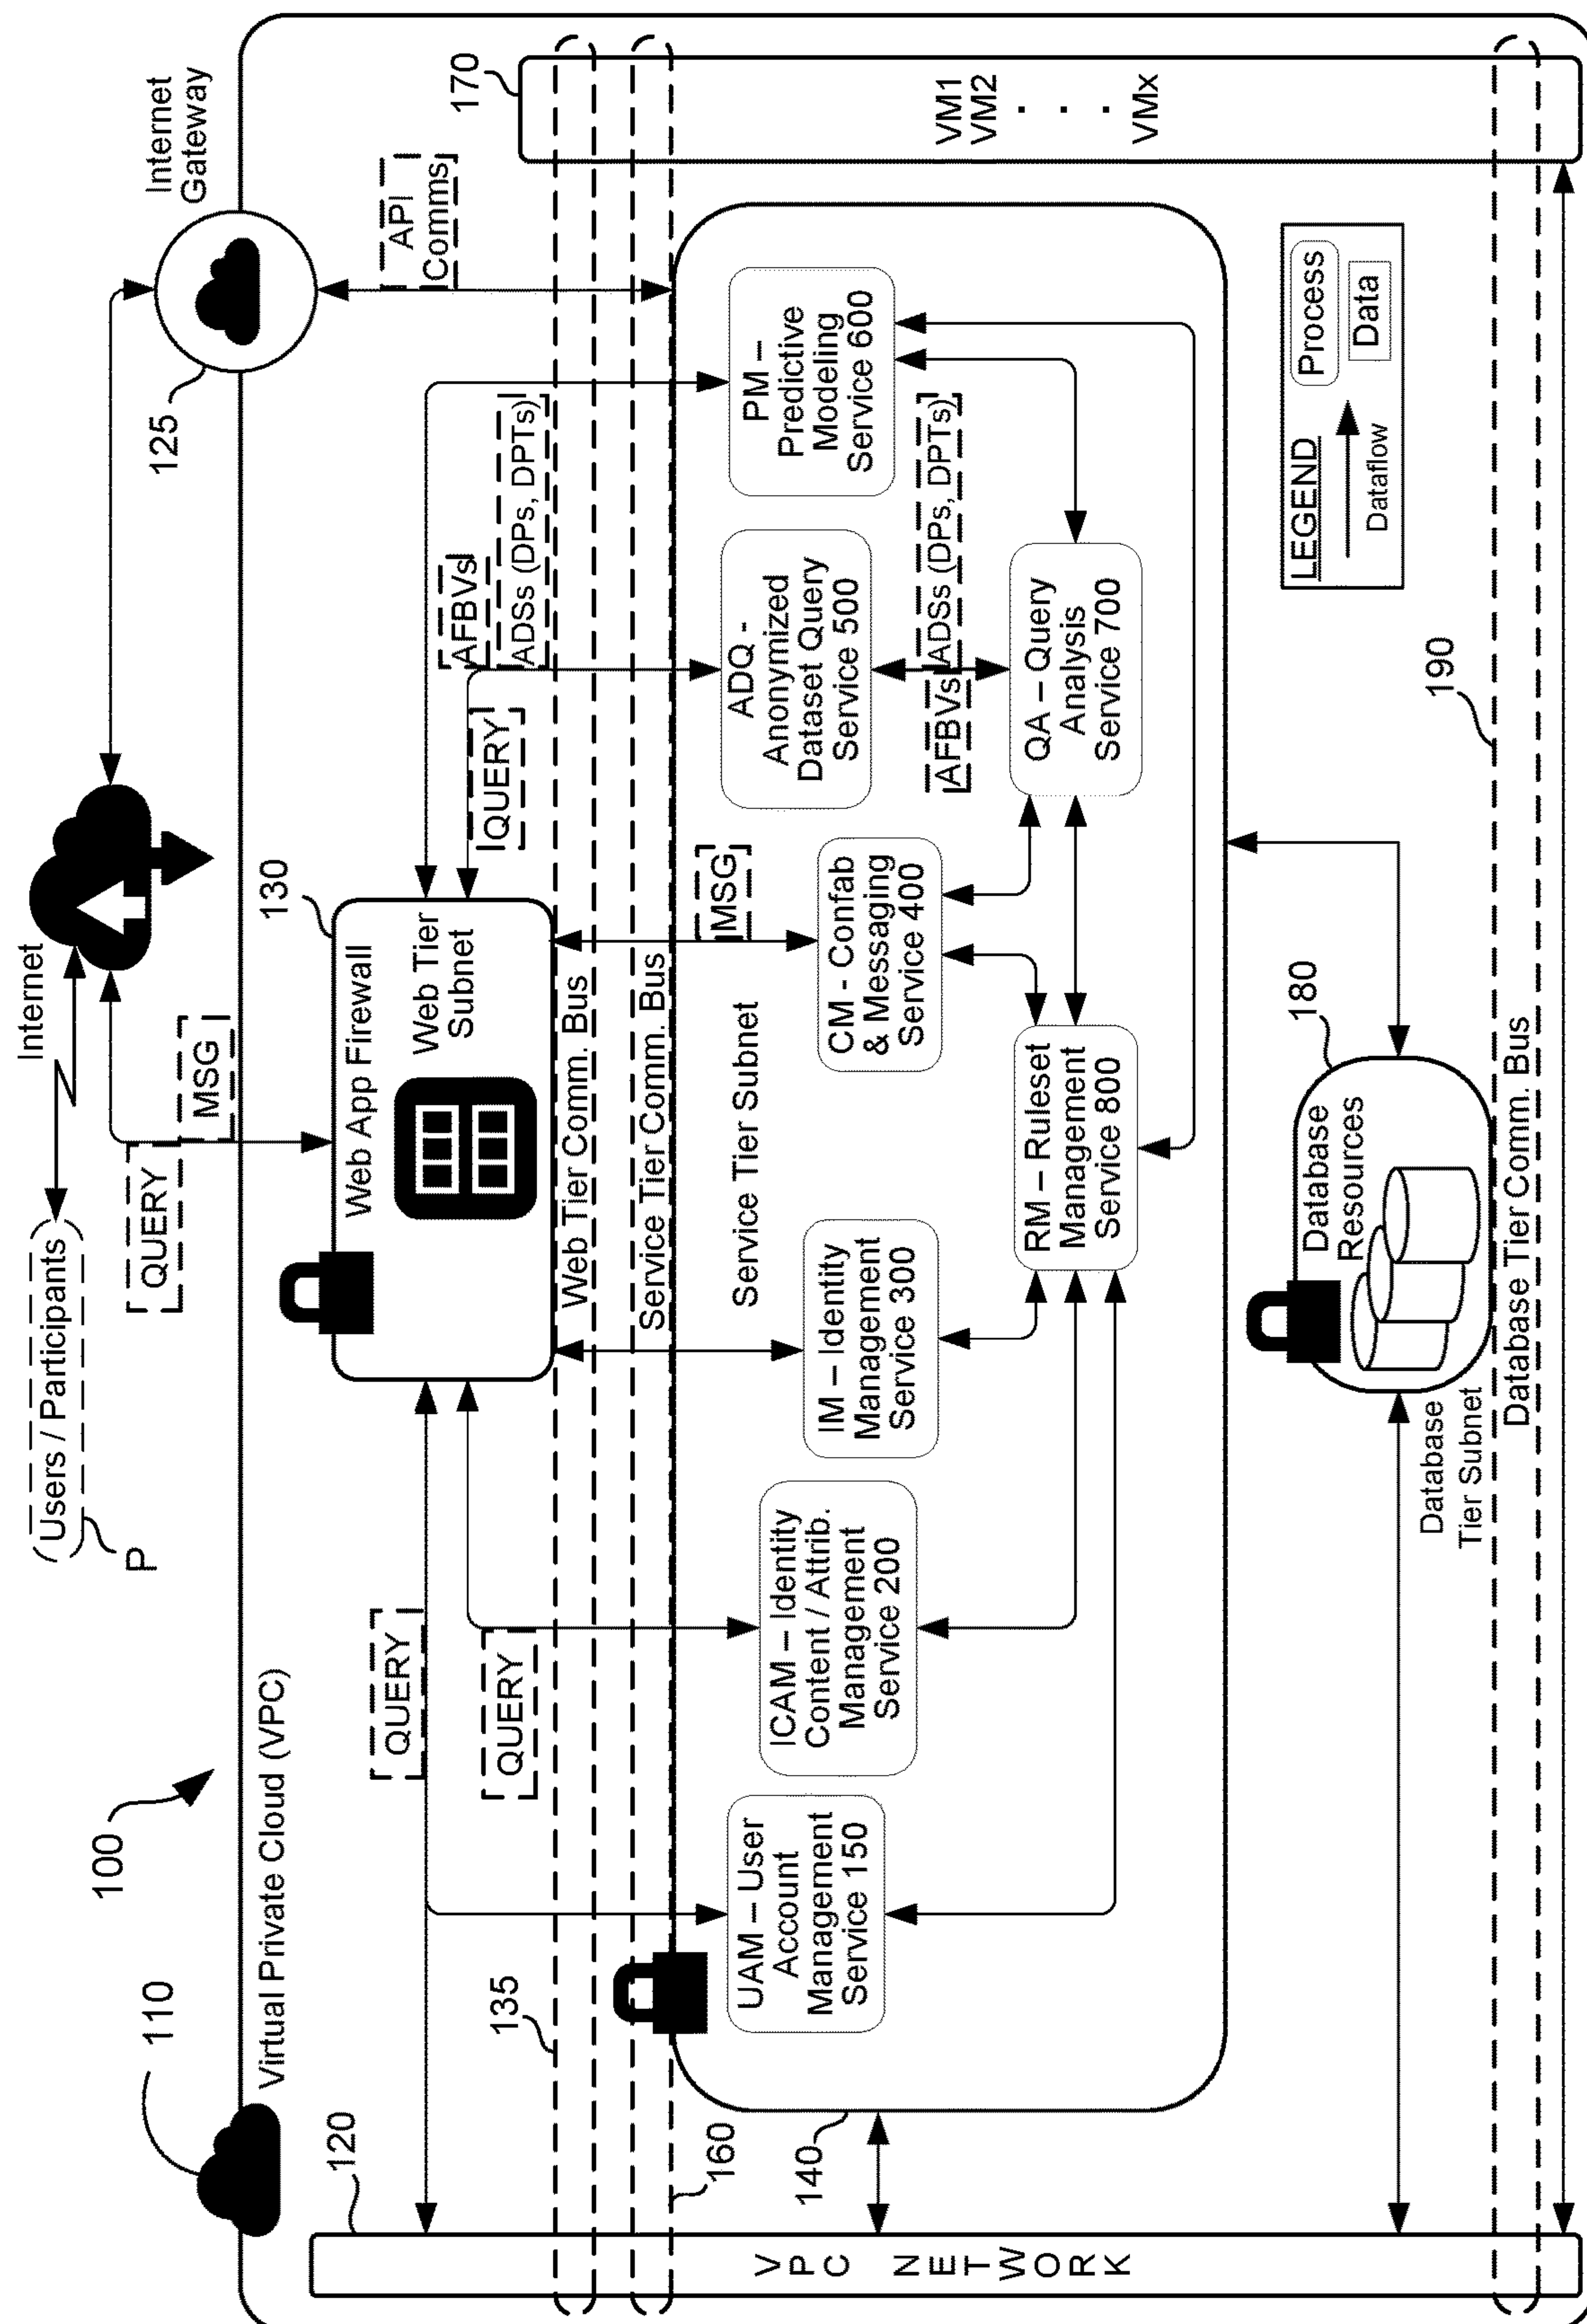 100
110
Virtual Private Cloud (VPC)
120
VPC NETWORK
(Users / Participants)
P
Internet
QUERY
MSG
130
Web App Firewall
Web Tier
Subnet
125
Internet
Gateway
API
Comms
170
VM1
VM2
.
.
.
VMx
QUERY
QUERY
QUERY
AFBVs
ADSs (DPs, DPTs)
135
Web Tier Comm. Bus
Service Tier Comm. Bus
160
140
Service Tier Subnet
MSG
UAM – User
Account
Management
Service 150
ICAM – Identity
Content / Attrib.
Management
Service 200
IM – Identity
Management
Service 300
CM - Confab
& Messaging
Service 400
ADQ -
Anonymized
Dataset Query
Service 500
PM –
Predictive
Modeling
Service 600
AFBVs
ADSs (DPs, DPTs)
RM – Ruleset
Management
Service 800
QA – Query
Analysis
Service 700
180
Database
Resources
Database
Tier Subnet
190
Database Tier Comm. Bus
LEGEND
Process
Dataflow
Data